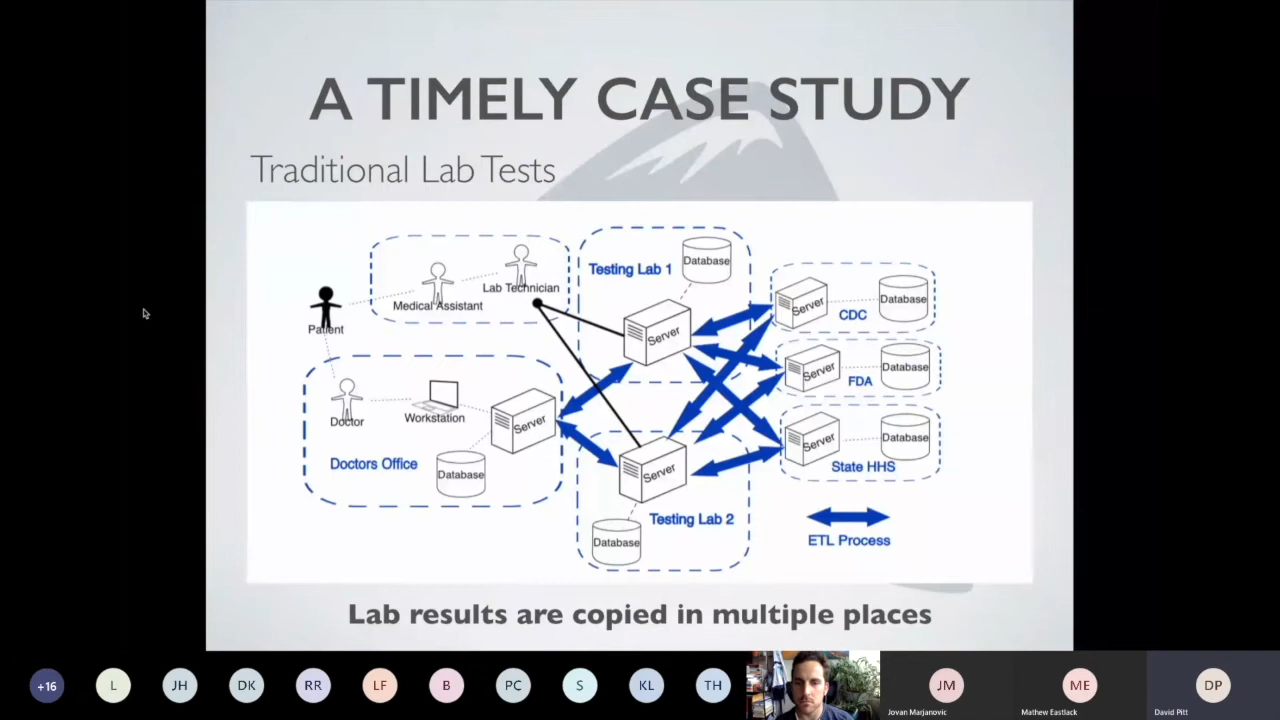 A TIMELY CASE STUDY
Traditional Lab Tests
Testing Lab 1
Database
Lab Technician
Medical Assistant
Patient
Server
Server
CDC
Database
Server
FDA
Database
Doctor
Workstation
Server
Doctors Office
Database
Server
Testing Lab 2
Database
Server
State HHS
Database
ETL Process
Lab results are copied in multiple places
+16
L
JH
DK
RR
LF
B
PC
S
KL
TH
JM
Jovan Marjanovic
ME
Mathew Eastlack
DP
David Pitt